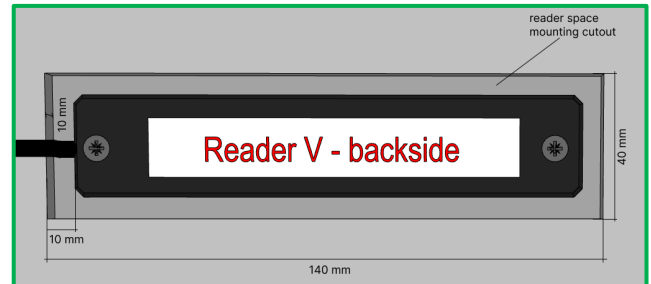 reader space
mounting cutout
10 mm
Reader V - backside
40 mm
10 mm
140 mm